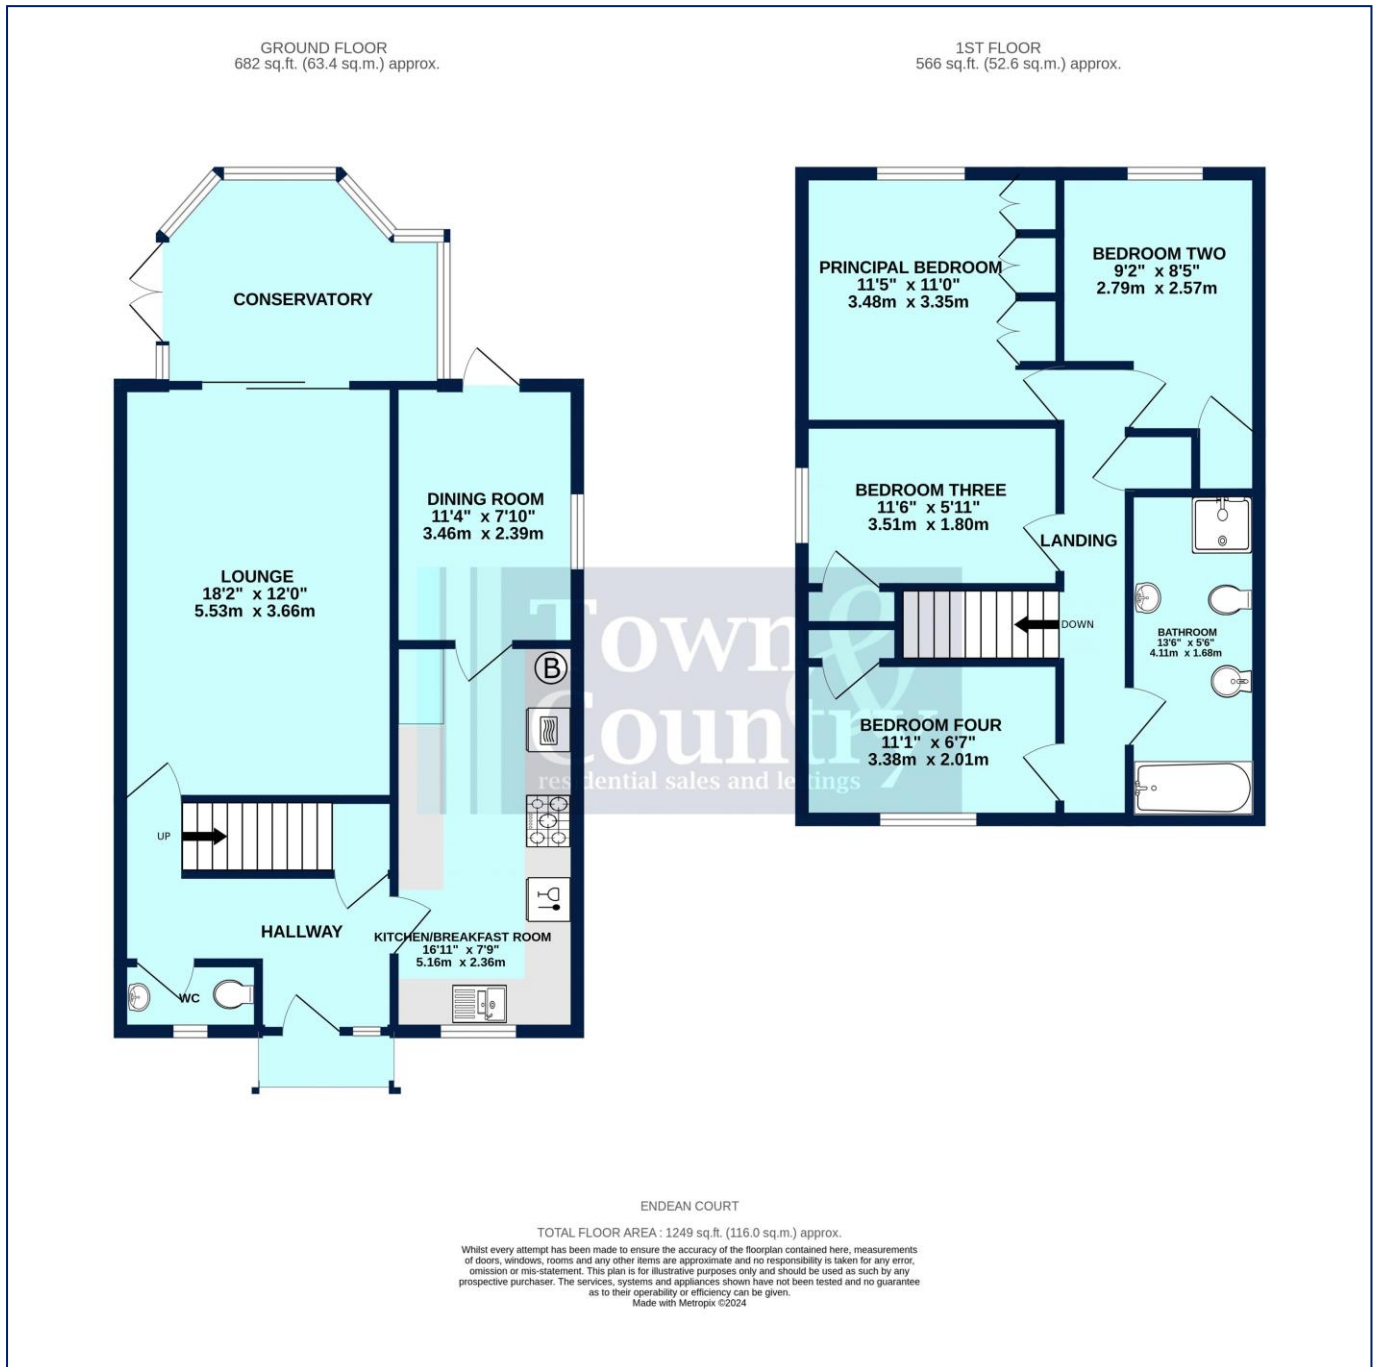 GROUND FLOOR
682 sq.ft. (63.4 sq.m.) approx.
1ST FLOOR
566 sq.ft. (52.6 sq.m.) approx.
CONSERVATORY
DINING ROOM
11'4" x 7'10"
3.46m x 2.39m
LOUNGE
18'2" x 12'0"
5.53m x 3.66m
B
UP
HALLWAY
KITCHEN/BREAKFAST ROOM
16'11" x 7'9"
5.16m x 2.36m
WC
PRINCIPAL BEDROOM
11'5" x 11'0"
3.48m x 3.35m
BEDROOM TWO
9'2" x 8'5"
2.79m x 2.57m
BEDROOM THREE
11'6" x 5'11"
3.51m x 1.80m
LANDING
DOWN
BATHROOM
13'6" x 5'6"
4.11m x 1.68m
BEDROOM FOUR
11'1" x 6'7"
3.38m x 2.01m
Town &
Country
residential sales and lettings
ENDEAN COURT
TOTAL FLOOR AREA : 1249 sq.ft. (116.0 sq.m.) approx.
Whilst every attempt has been made to ensure the accuracy of the floorplan contained here, measurements
of doors, windows, rooms and any other items are approximate and no responsibility is taken for any error,
omission or mis-statement. This plan is for illustrative purposes only and should be used as such by any
prospective purchaser. The services, systems and appliances shown have not been tested and no guarantee
as to their operability or efficiency can be given.
Made with Metropix ©2024